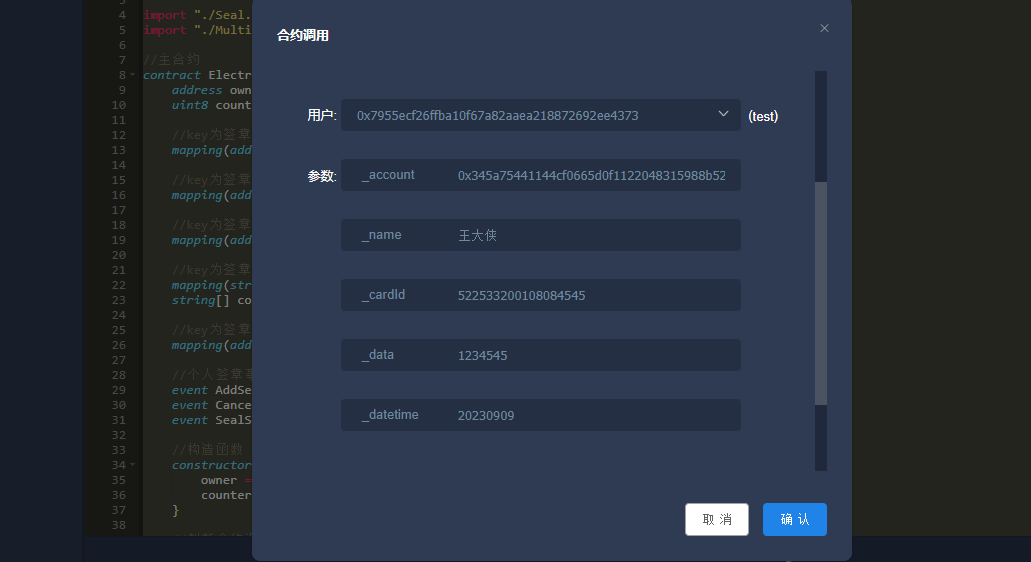 合约调用
用户: 0x7955ecf26ffba10f67a82aaea218872692ee4373 (test)
参数: _account 0x345a75441144cf0665d0f1122048315988b52
_name 王大侠
_cardId 522533200108084545
_data 1234545
_datetime 20230909
取 消 确 认
4 import "./Seal.
5 import "./Multi
6
7 //主合约
8 contract Electr
9 address own
10 uint8 count
11
12 //key为签章
13 mapping(add
14
15 //key为签章
16 mapping(add
17
18 //key为签章
19 mapping(add
20
21 //key为签章
22 mapping(str
23 string[] co
24
25 //key为签章
26 mapping(add
27
28 //个人签章事
29 event AddSe
30 event Cance
31 event SealS
32
33 //构造函数
34 constructor
35 owner =
36 counter
37 }
38